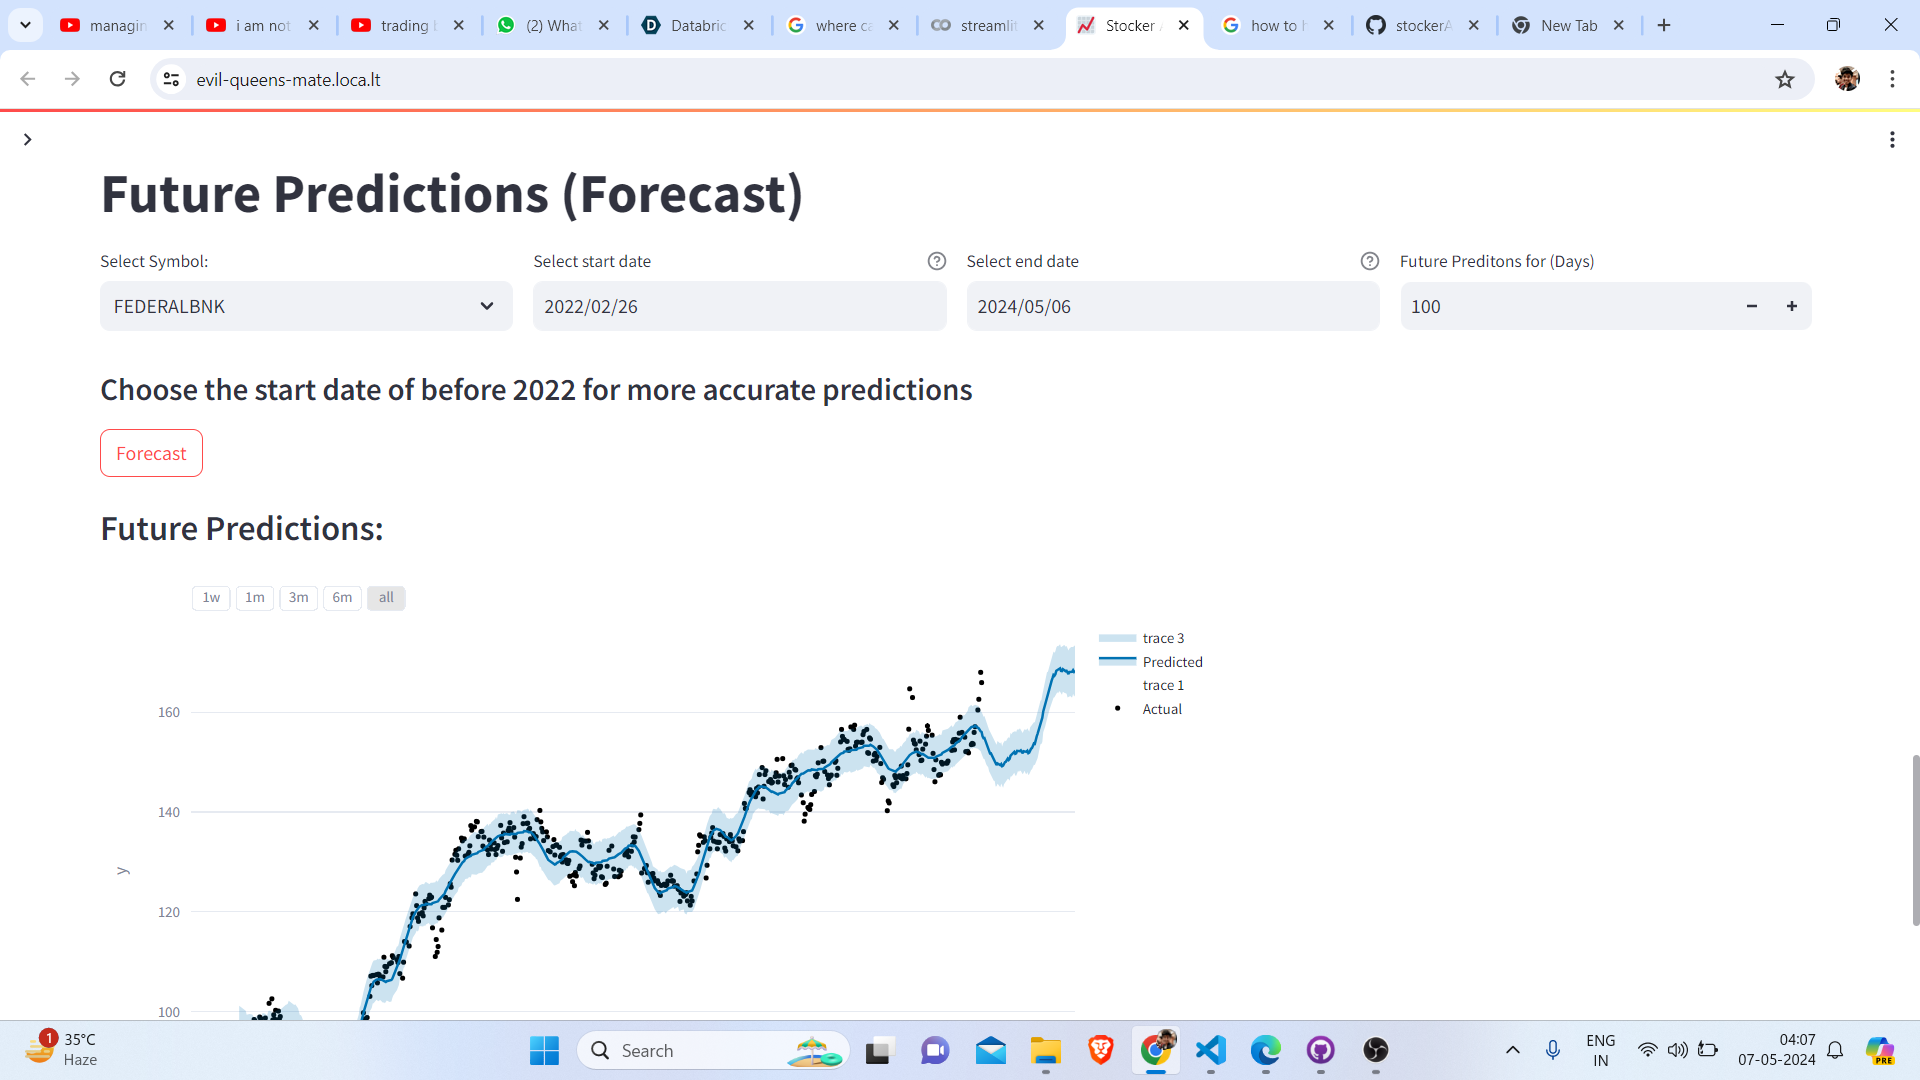 managin
i am not
trading b
(2) What
Databric
where ca
streamlit
Stocker A
how to h
stockerA
New Tab
evil-queens-mate.loca.lt
Future Predictions (Forecast)
Select Symbol:
Select start date
Select end date
Future Preditons for (Days)
FEDERALBNK
2022/02/26
2024/05/06
100
Choose the start date of before 2022 for more accurate predictions
Forecast
Future Predictions:
1w 1m 3m 6m all
trace 3
Predicted
trace 1
Actual
160
140
120
100
y
1
35°C
Haze
Search
PRE
ENG
IN
04:07
07-05-2024